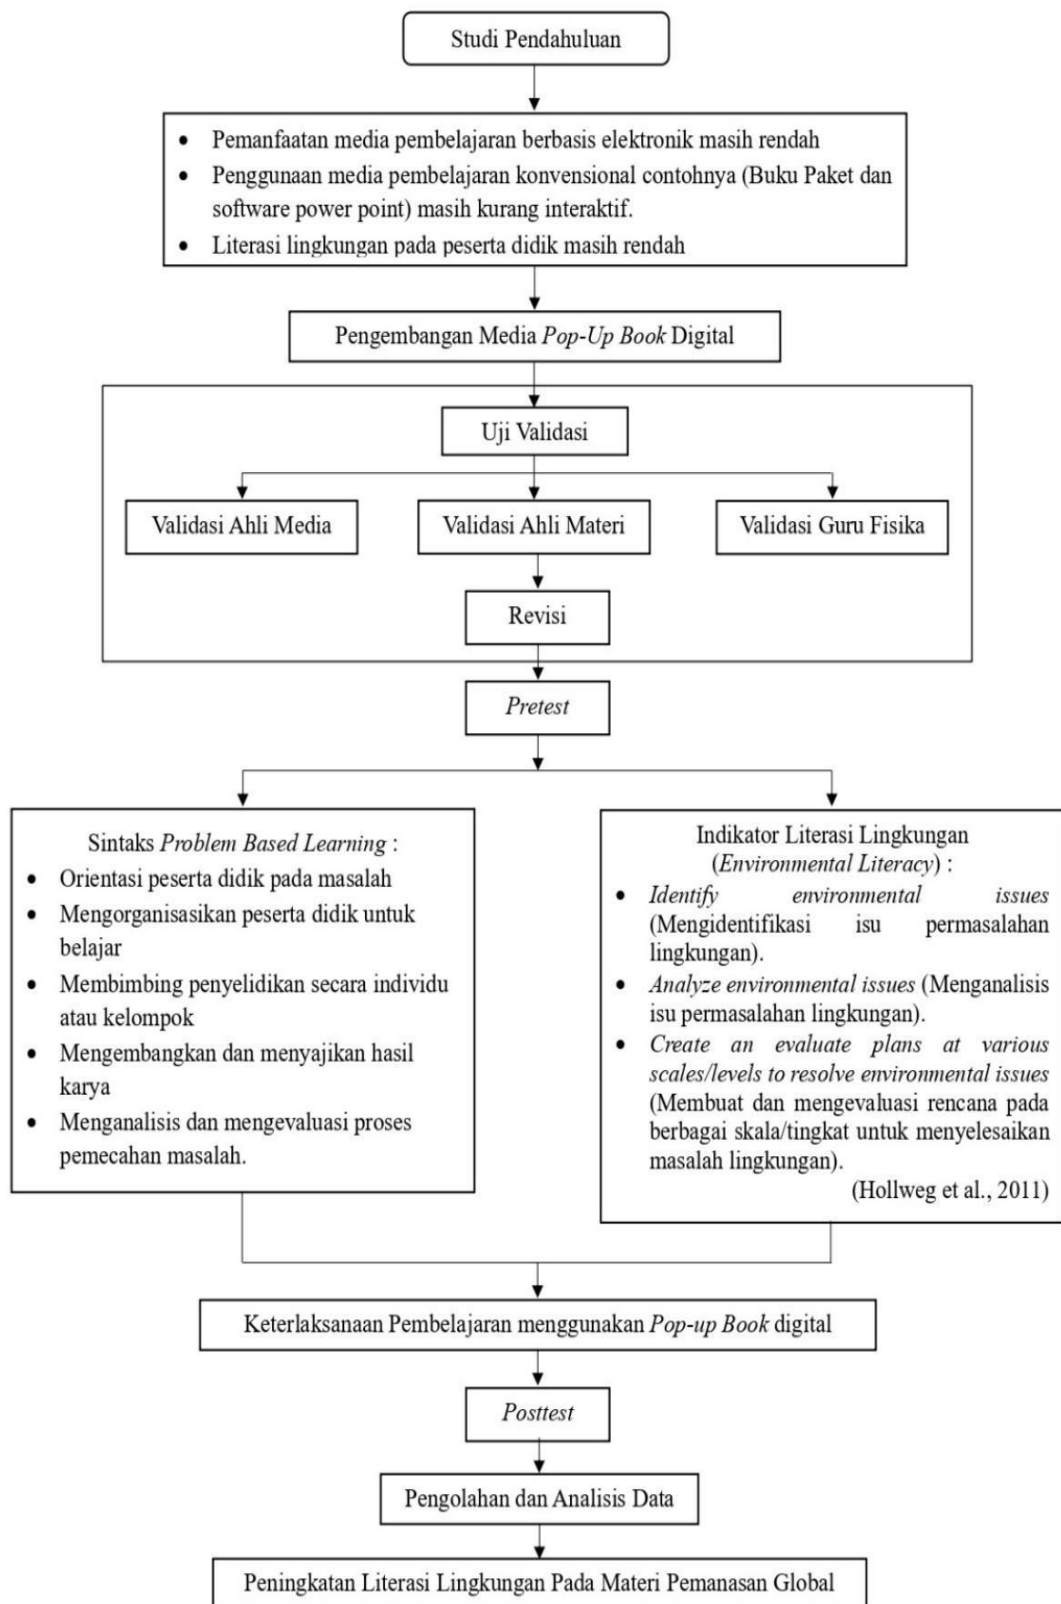 Studi Pendahuluan
• Pemanfaatan media pembelajaran berbasis elektronik masih rendah
• Penggunaan media pembelajaran konvensional contohnya (Buku Paket dan
software power point) masih kurang interaktif.
• Literasi lingkungan pada peserta didik masih rendah
Pengembangan Media Pop-Up Book Digital
Uji Validasi
Validasi Ahli Media
Validasi Ahli Materi
Validasi Guru Fisika
Revisi
Pretest
Sintaks Problem Based Learning :
• Orientasi peserta didik pada masalah
• Mengorganisasikan peserta didik untuk
belajar
• Membimbing penyelidikan secara individu
atau kelompok
• Mengembangkan dan menyajikan hasil
karya
• Menganalisis dan mengevaluasi proses
pemecahan masalah.
Indikator Literasi Lingkungan
(Environmental Literacy) :
• Identify environmental issues
(Mengidentifikasi isu permasalahan
lingkungan).
• Analyze environmental issues (Menganalisis
isu permasalahan lingkungan).
• Create an evaluate plans at various
scales/levels to resolve environmental issues
(Membuat dan mengevaluasi rencana pada
berbagai skala/tingkat untuk menyelesaikan
masalah lingkungan).
(Hollweg et al., 2011)
Keterlaksanaan Pembelajaran menggunakan Pop-up Book digital
Posttest
Pengolahan dan Analisis Data
Peningkatan Literasi Lingkungan Pada Materi Pemanasan Global